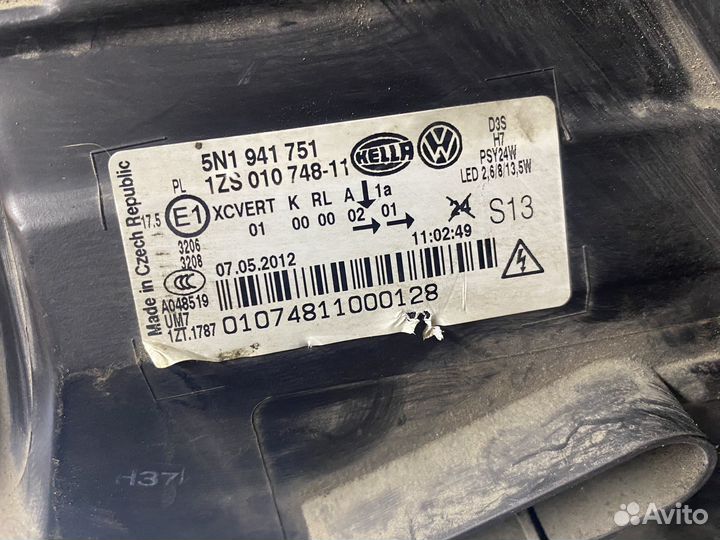 5N1 941 751
1ZS 010 748-11
HELLA
VW
D3S
H7
PSY24W
LED 2,6/8/13,5W
Made in Czech Republic
PL
17.5
E1
XCVERT K RL A 1a
01 00 00 02 01
24
S13
3206
3208
07.05.2012
11:02:49
A048519
UM7
1ZT.1787
01074811000128
H37
Avito